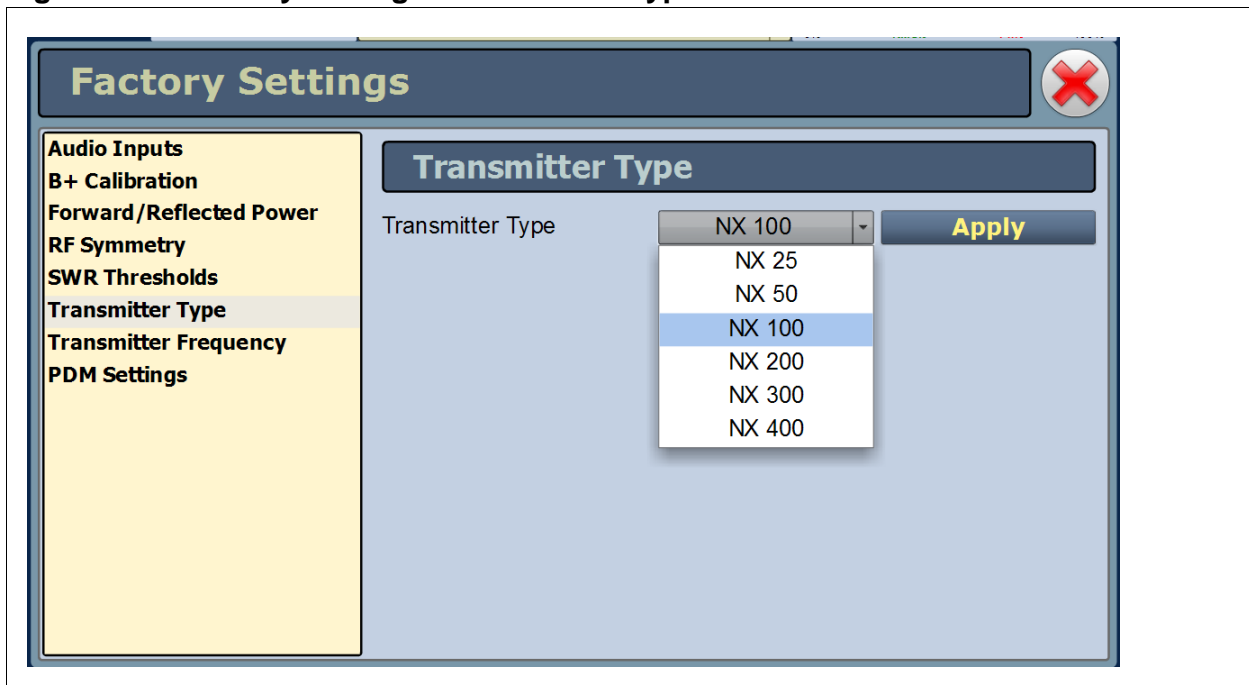 Factory Settings
Audio Inputs
B+ Calibration
Forward/Reflected Power
RF Symmetry
SWR Thresholds
Transmitter Type
Transmitter Frequency
PDM Settings
Transmitter Type
Transmitter Type NX 100 Apply
NX 25
NX 50
NX 100
NX 200
NX 300
NX 400